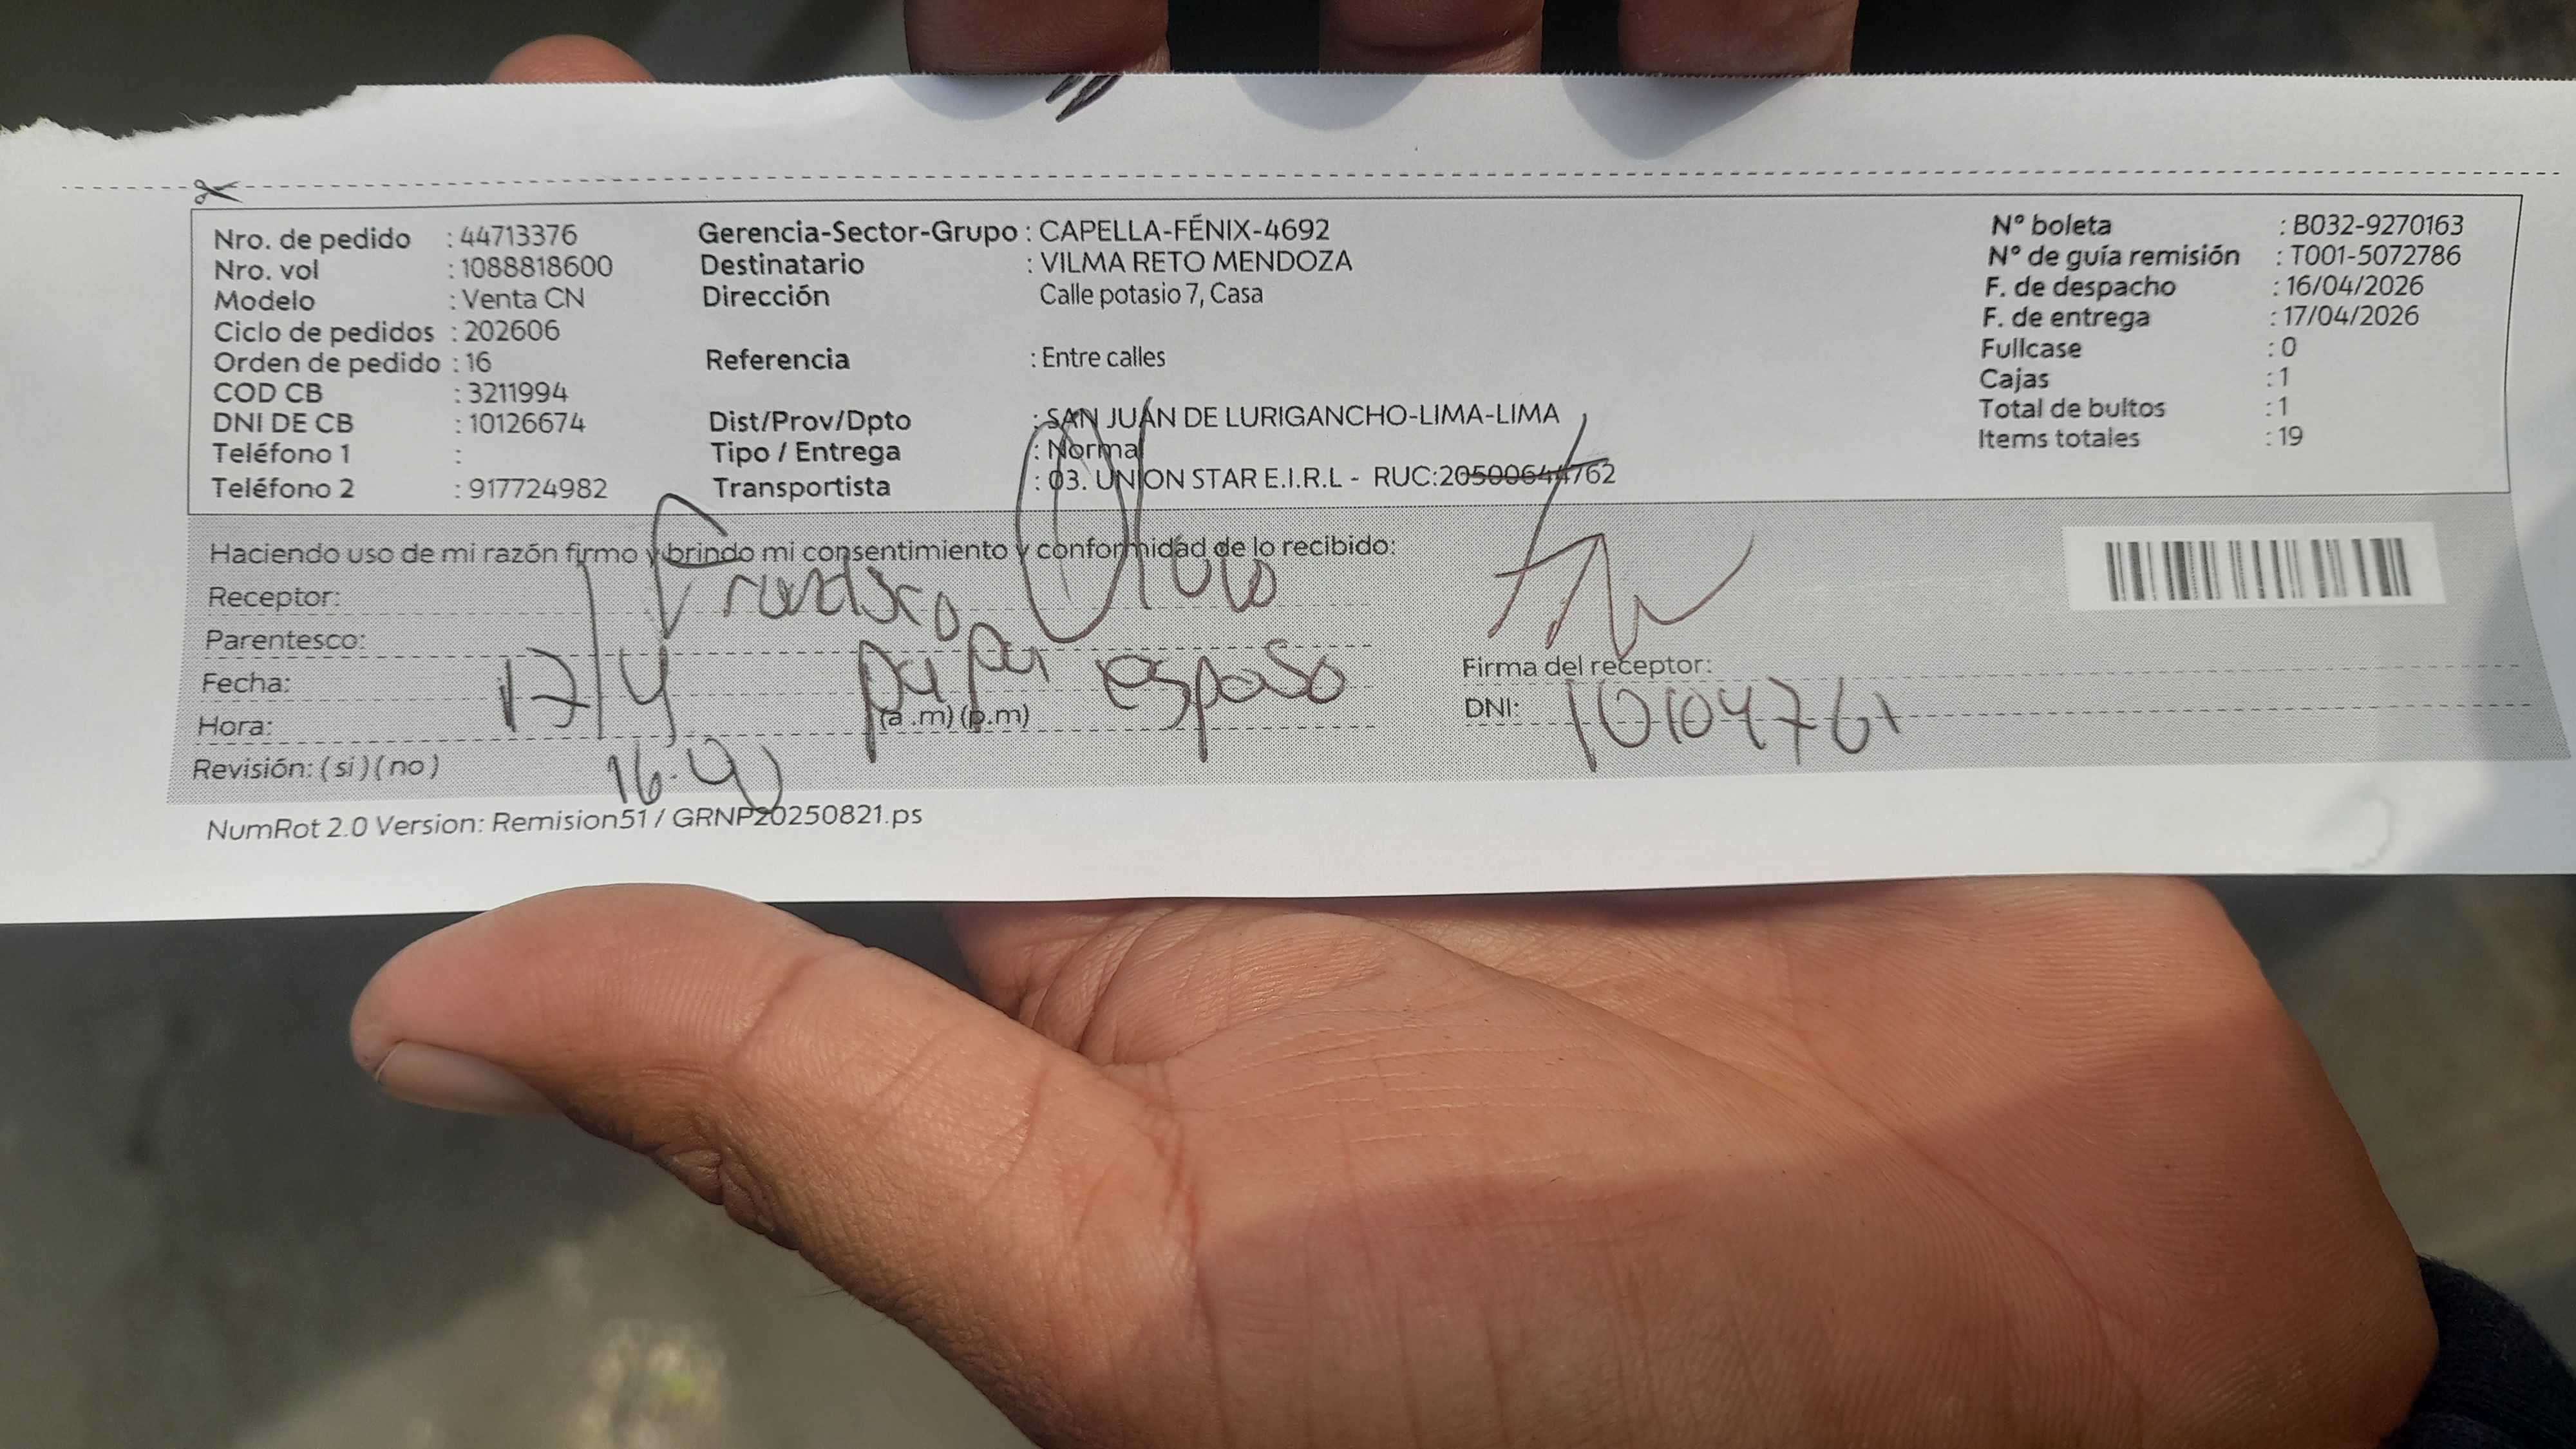 Nro. de pedido : 44713376
Nro. vol : 1088818600
Modelo : Venta CN
Ciclo de pedidos : 202606
Orden de pedido : 16
COD CB : 3211994
DNI DE CB : 10126674
Teléfono 1 :
Teléfono 2 : 917724982
Gerencia-Sector-Grupo : CAPELLA-FÉNIX-4692
Destinatario : VILMA RETO MENDOZA
Dirección Calle potasio 7, Casa
Referencia : Entre calles
Dist/Prov/Dpto : SAN JUAN DE LURIGANCHO-LIMA-LIMA
Tipo / Entrega : Normal
Transportista : 03. UNION STAR E.I.R.L - RUC:20500644762
N° boleta : B032-9270163
N° de guía remisión : T001-5072786
F. de despacho : 16/04/2026
F. de entrega : 17/04/2026
Fullcase : 0
Cajas : 1
Total de bultos : 1
Items totales : 19
Haciendo uso de mi razón firmo y brindo mi consentimiento y conformidad de lo recibido:
Receptor: Francisco
Parentesco: papa esposo
Fecha: 17/4
Hora: (a .m) (p.m)
Revisión: (si) (no)
Firma del receptor:
DNI: 10104761
NumRot 2.0 Version: Remision51 / GRNP20250821.ps